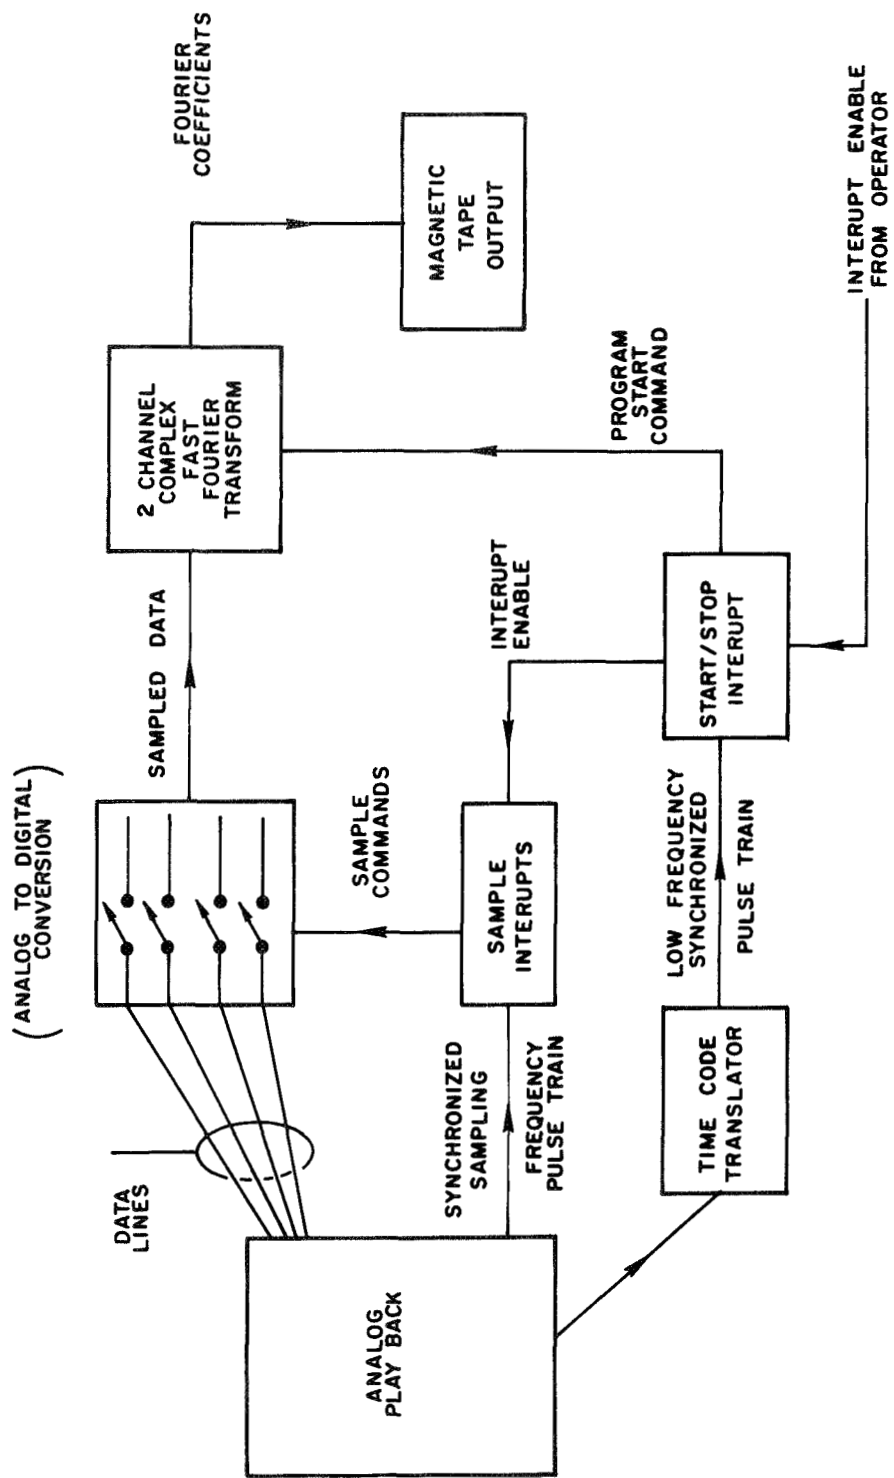 (ANALOG TO DIGITAL
CONVERSION)
DATA
LINES
SAMPLED DATA
2 CHANNEL
COMPLEX
FAST
FOURIER
TRANSFORM
FOURIER
COEFFICIENTS
ANALOG
PLAY BACK
SYNCHRONIZED
SAMPLING
FREQUENCY
PULSE TRAIN
SAMPLE
COMMANDS
SAMPLE
INTERUPTS
INTERUPT
ENABLE
MAGNETIC
TAPE
OUTPUT
TIME CODE
TRANSLATOR
LOW FREQUENCY
SYNCHRONIZED
PULSE TRAIN
START/STOP
INTERUPT
PROGRAM
START
COMMAND
INTERUPT ENABLE
FROM OPERATOR